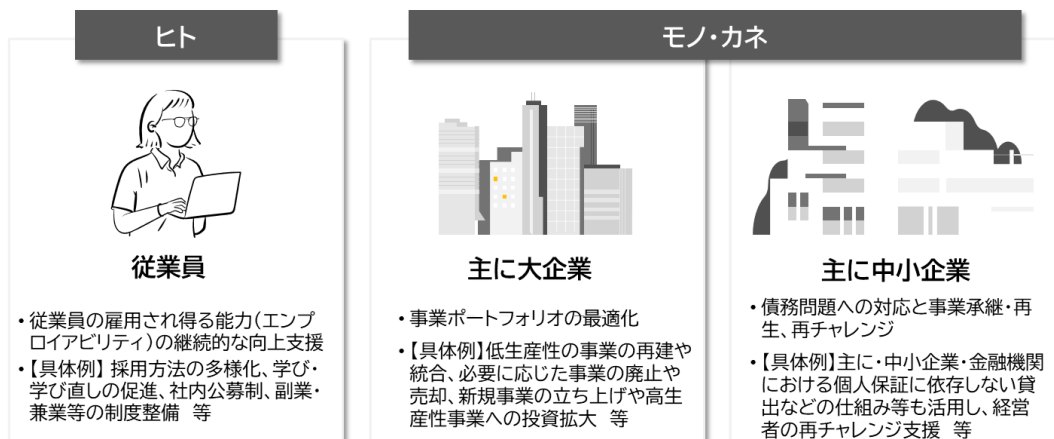 ヒト
モノ・カネ
従業員
・従業員の雇用され得る能力（エンプ
ロイアビリティ）の継続的な向上支援
・【具体例】 採用方法の多様化、学び・
学び直しの促進、社内公募制、副業・
兼業等の制度整備 等
主に大企業
・事業ポートフォリオの最適化
・【具体例】低生産性の事業の再建や
統合、必要に応じた事業の廃止や
売却、新規事業の立ち上げや高生
産性事業への投資拡大 等
主に中小企業
・債務問題への対応と事業承継・再
生、再チャレンジ
・【具体例】主に・中小企業・金融機関
における個人保証に依存しない貸
出などの仕組み等も活用し、経営
者の再チャレンジ支援 等